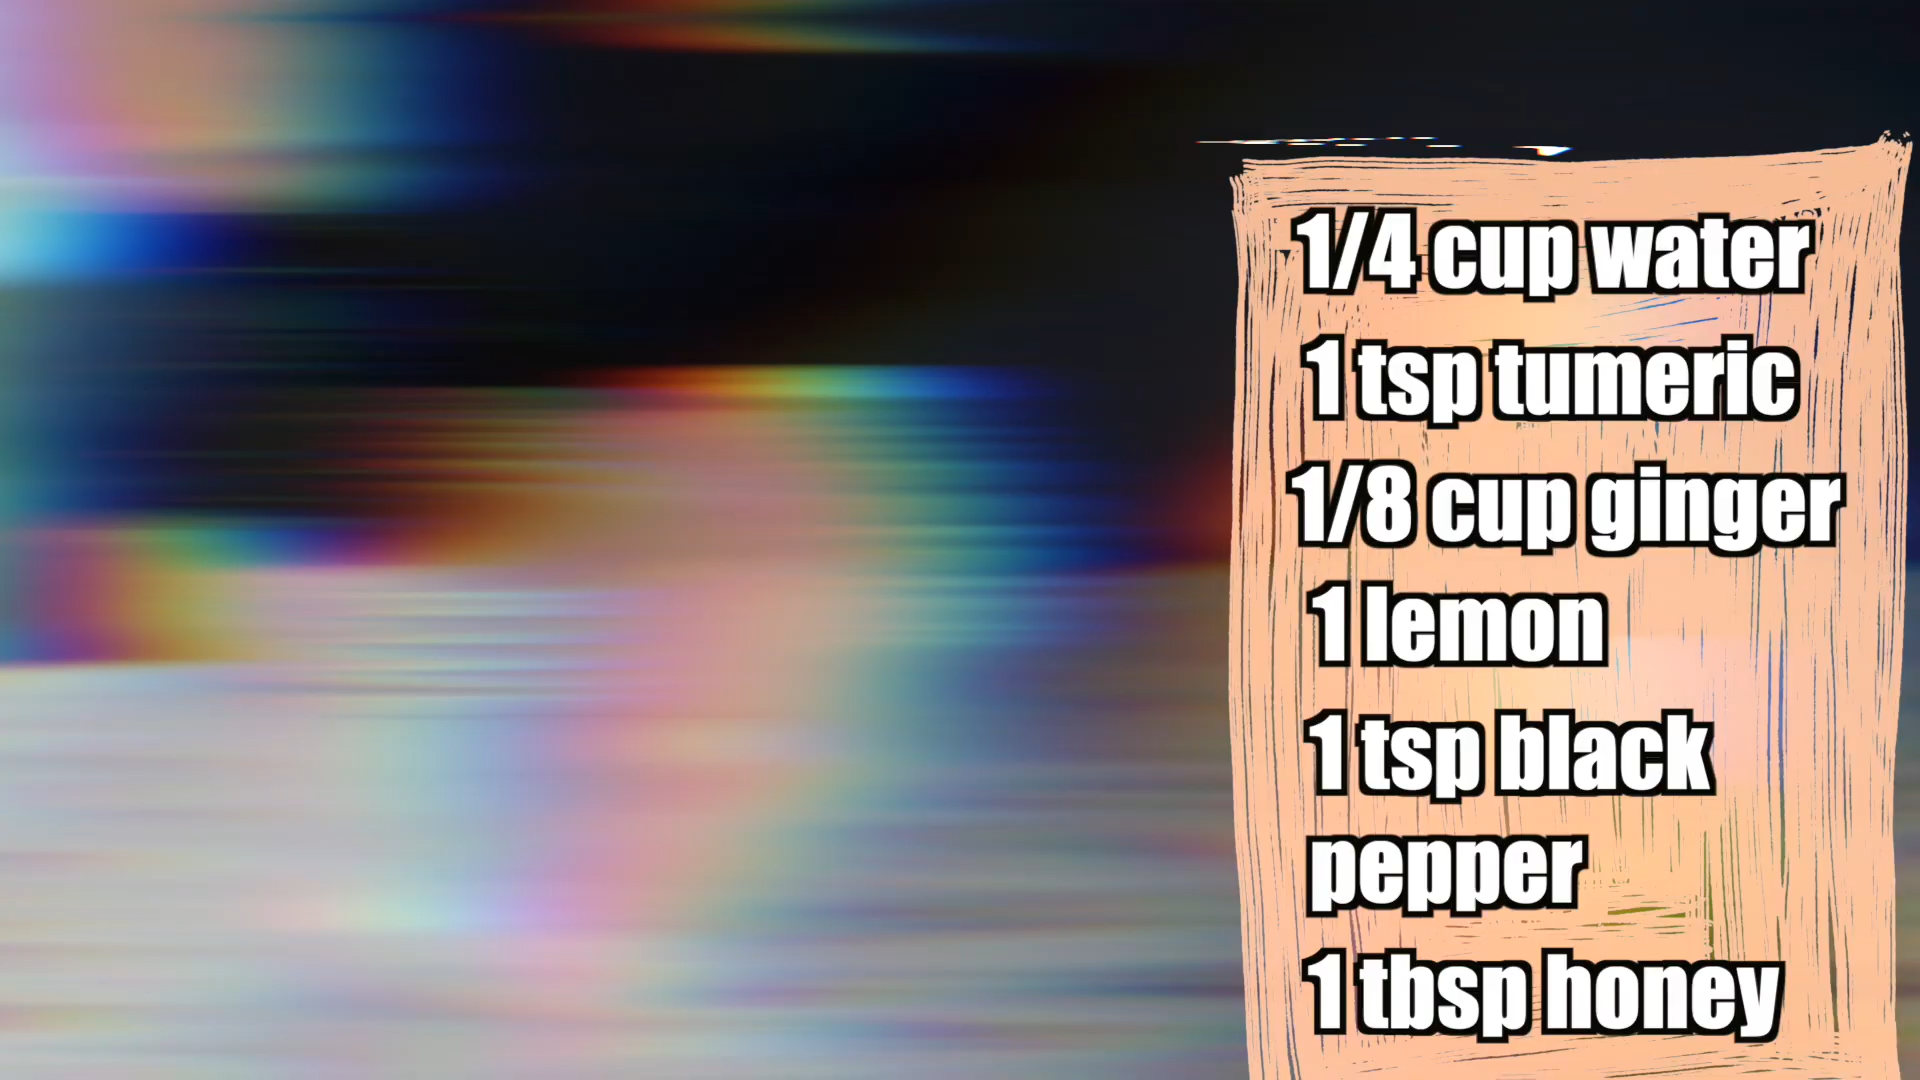 1/4 cup water
1 tsp tumeric
1/8 cup ginger
1 lemon
1 tsp black
pepper
1 tbsp honey